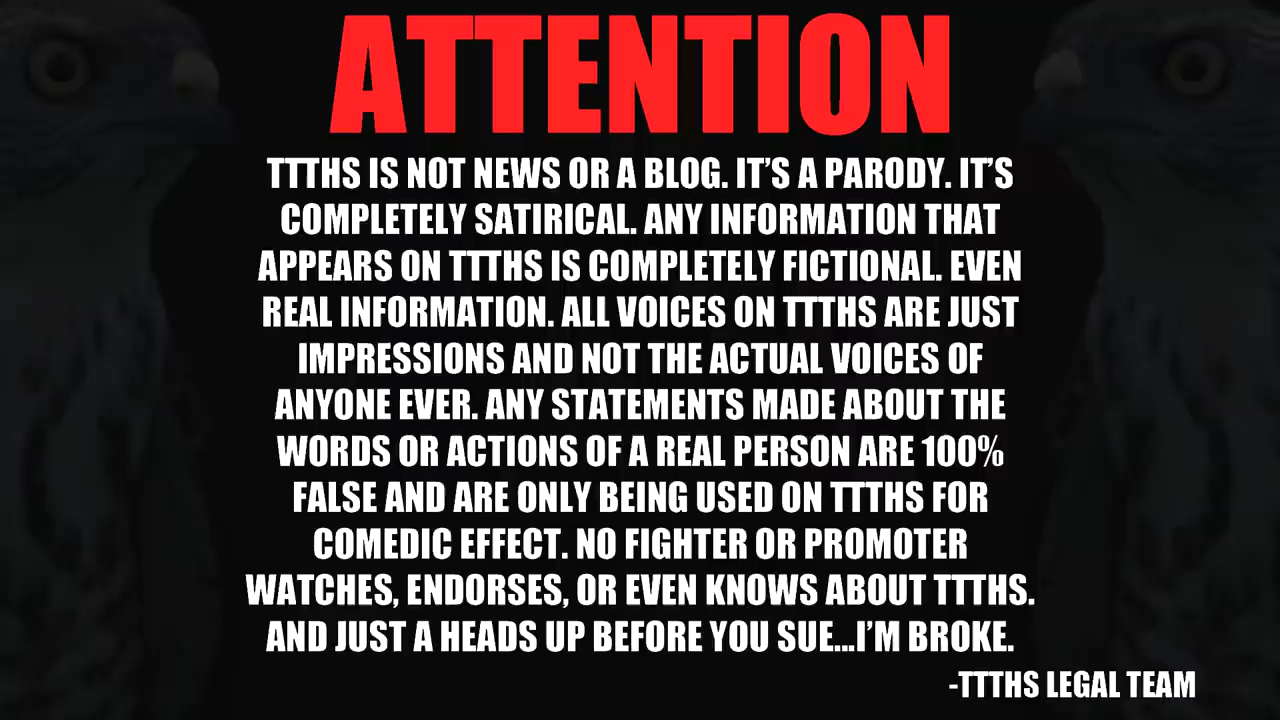 ATTENTION
TTTHS IS NOT NEWS OR A BLOG. IT'S A PARODY. IT'S
COMPLETELY SATIRICAL. ANY INFORMATION THAT
APPEARS ON TTTHS IS COMPLETELY FICTIONAL. EVEN
REAL INFORMATION. ALL VOICES ON TTTHS ARE JUST
IMPRESSIONS AND NOT THE ACTUAL VOICES OF
ANYONE EVER. ANY STATEMENTS MADE ABOUT THE
WORDS OR ACTIONS OF A REAL PERSON ARE 100%
FALSE AND ARE ONLY BEING USED ON TTTHS FOR
COMEDIC EFFECT. NO FIGHTER OR PROMOTER
WATCHES, ENDORSES, OR EVEN KNOWS ABOUT TTTHS.
AND JUST A HEADS UP BEFORE YOU SUE...I'M BROKE.
-TTTHS LEGAL TEAM